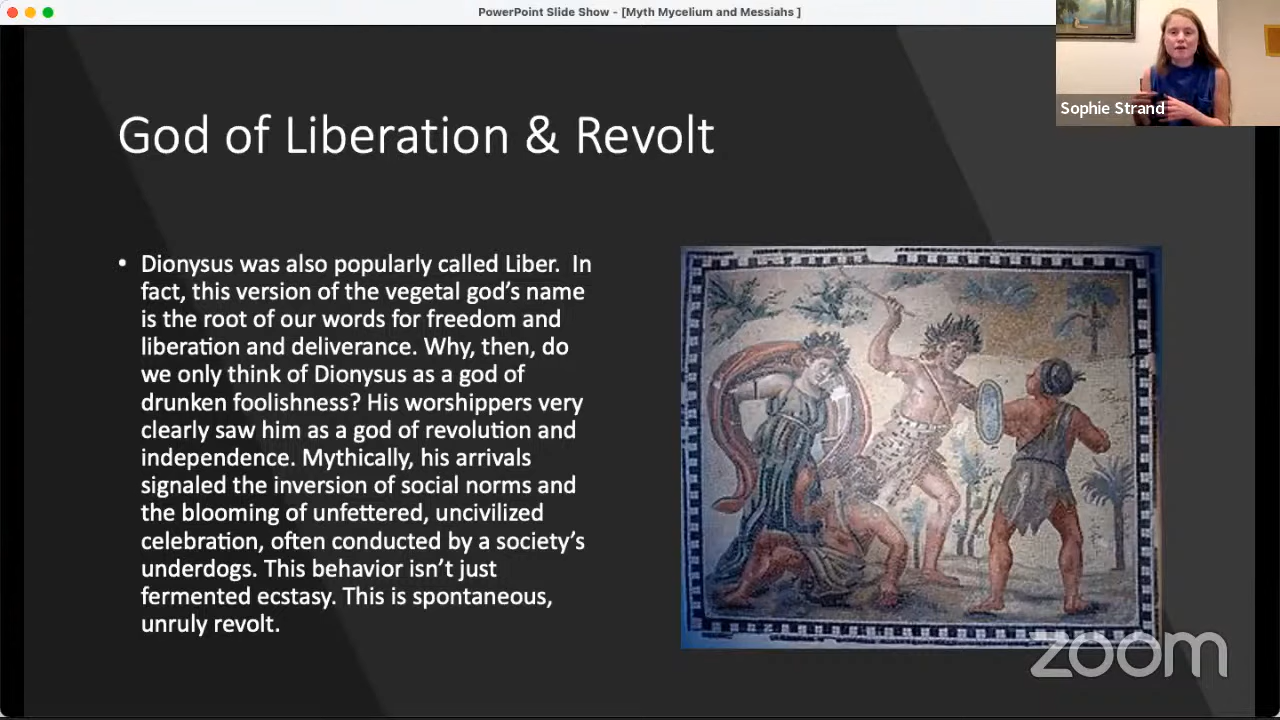 PowerPoint Slide Show - [Myth Mycelium and Messiahs ]
Sophie Strand
God of Liberation & Revolt
• Dionysus was also popularly called Liber.  In
fact, this version of the vegetal god’s name
is the root of our words for freedom and
liberation and deliverance. Why, then, do
we only think of Dionysus as a god of
drunken foolishness? His worshippers very
clearly saw him as a god of revolution and
independence. Mythically, his arrivals
signaled the inversion of social norms and
the blooming of unfettered, uncivilized
celebration, often conducted by a society’s
underdogs. This behavior isn’t just
fermented ecstasy. This is spontaneous,
unruly revolt.
zoom